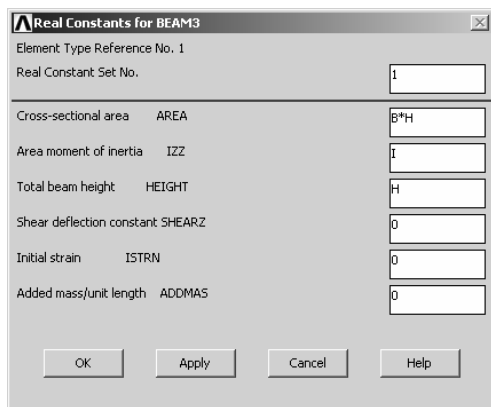 Real Constants for BEAM3
Element Type Reference No. 1
Real Constant Set No. 1
Cross-sectional area AREA B*H
Area moment of inertia IZZ I
Total beam height HEIGHT H
Shear deflection constant SHEARZ 0
Initial strain ISTRN 0
Added mass/unit length ADDMAS 0
OK Apply Cancel Help